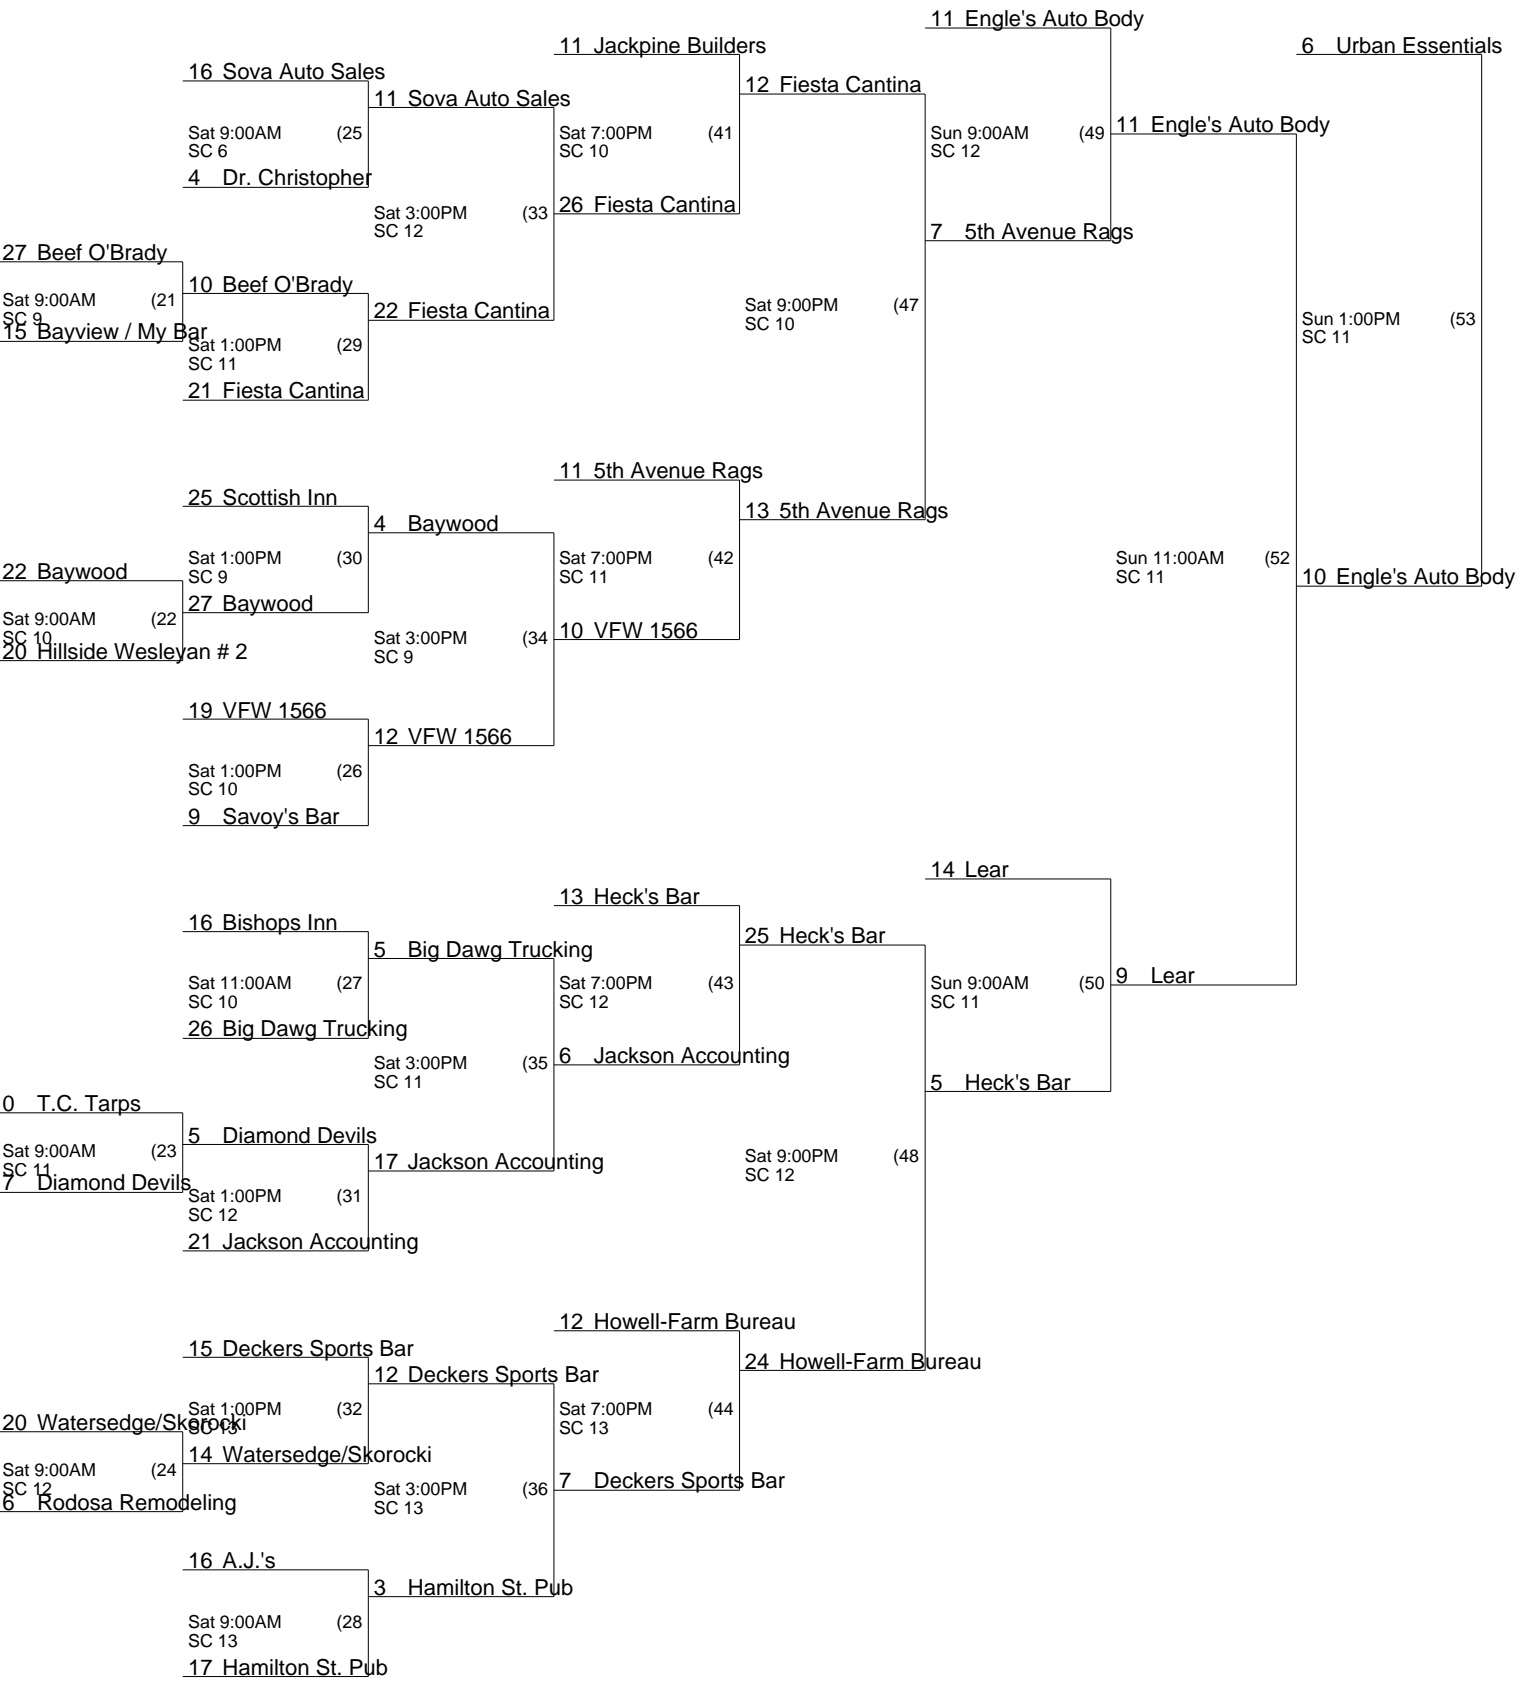 11 Engle's Auto Body
11 Jackpine Builders
6 Urban Essentials
16 Sova Auto Sales
12 Fiesta Cantina
11 Sova Auto Sales
Sat 9:00AM (25
SC 6
Sat 7:00PM (41
SC 10
Sun 9:00AM (49
SC 12
11 Engle's Auto Body
4 Dr. Christopher
Sat 3:00PM (33
SC 12
26 Fiesta Cantina
7 5th Avenue Rags
27 Beef O'Brady
10 Beef O'Brady
Sat 9:00AM (21
SC 9
22 Fiesta Cantina
Sat 9:00PM (47
SC 10
Sun 1:00PM (53
SC 11
15 Bayview / My Bar
Sat 1:00PM (29
SC 11
21 Fiesta Cantina
11 5th Avenue Rags
25 Scottish Inn
13 5th Avenue Rags
4 Baywood
Sat 1:00PM (30
SC 9
Sat 7:00PM (42
SC 11
Sun 11:00AM (52
SC 11
22 Baywood
10 Engle's Auto Body
27 Baywood
Sat 9:00AM (22
SC 10
Sat 3:00PM (34
SC 9
10 VFW 1566
20 Hillside Wesleyan # 2
19 VFW 1566
12 VFW 1566
Sat 1:00PM (26
SC 10
9 Savoy's Bar
14 Lear
13 Heck's Bar
16 Bishops Inn
25 Heck's Bar
5 Big Dawg Trucking
Sat 11:00AM (27
SC 10
Sat 7:00PM (43
SC 12
Sun 9:00AM (50
SC 11
9 Lear
26 Big Dawg Trucking
Sat 3:00PM (35
SC 11
6 Jackson Accounting
5 Heck's Bar
0 T.C. Tarps
5 Diamond Devils
Sat 9:00AM (23
SC 11
17 Jackson Accounting
Sat 9:00PM (48
SC 12
7 Diamond Devils
Sat 1:00PM (31
SC 12
21 Jackson Accounting
12 Howell-Farm Bureau
15 Deckers Sports Bar
24 Howell-Farm Bureau
12 Deckers Sports Bar
Sat 1:00PM (32
SC 13
Sat 7:00PM (44
SC 13
20 Watersedge/Skorocki
14 Watersedge/Skorocki
Sat 9:00AM (24
SC 12
Sat 3:00PM (36
SC 13
7 Deckers Sports Bar
6 Rodosa Remodeling
16 A.J.'s
3 Hamilton St. Pub
Sat 9:00AM (28
SC 13
17 Hamilton St. Pub